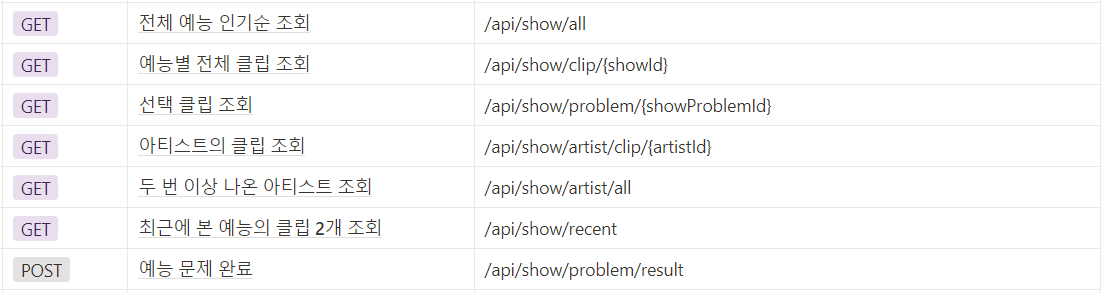 GET 전체 예능 인기순 조회 /api/show/all
GET 예능별 전체 클립 조회 /api/show/clip/{showId}
GET 선택 클립 조회 /api/show/problem/{showProblemId}
GET 아티스트의 클립 조회 /api/show/artist/clip/{artistId}
GET 두 번 이상 나온 아티스트 조회 /api/show/artist/all
GET 최근에 본 예능의 클립 2개 조회 /api/show/recent
POST 예능 문제 완료 /api/show/problem/result